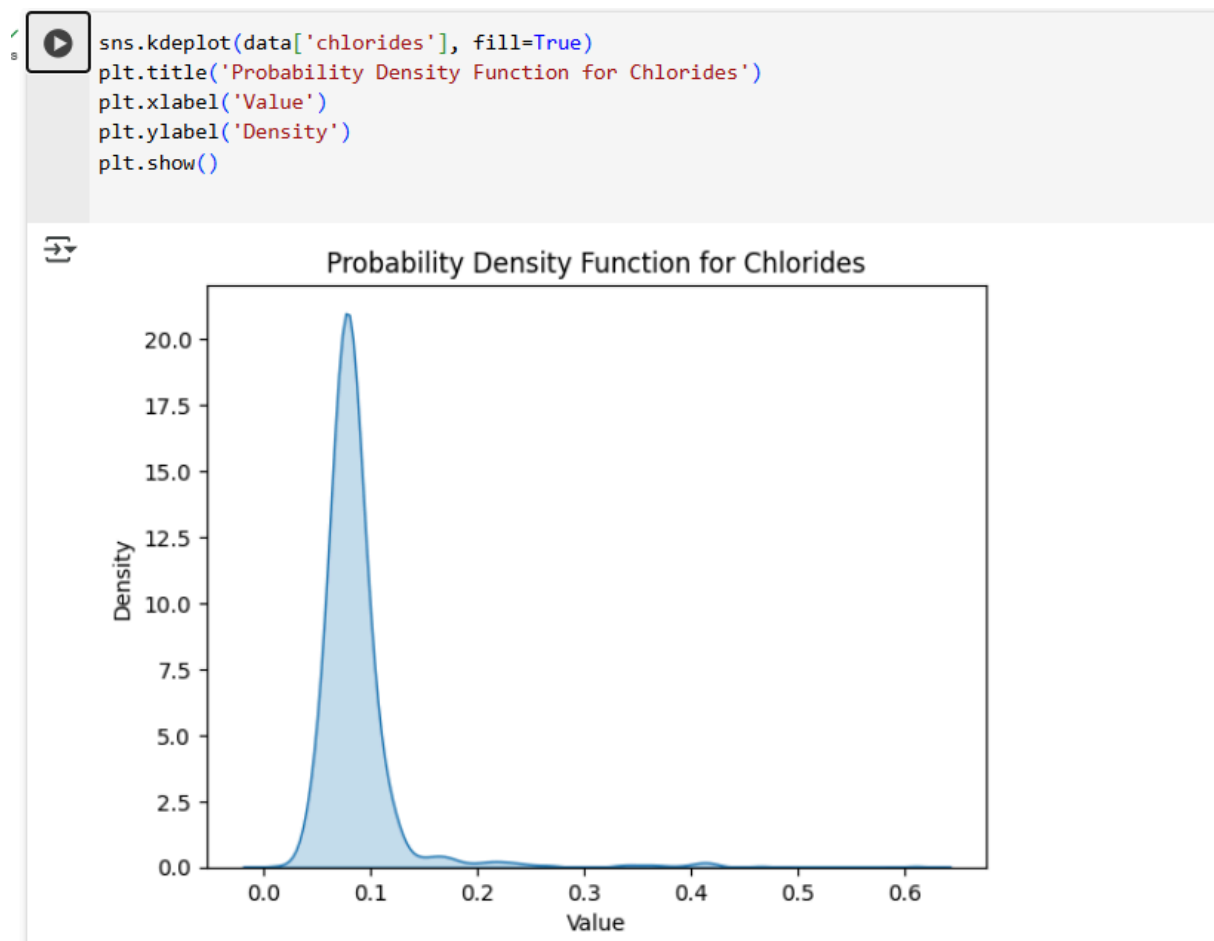 s
sns.kdeplot(data['chlorides'], fill=True)
plt.title('Probability Density Function for Chlorides')
plt.xlabel('Value')
plt.ylabel('Density')
plt.show()
Probability Density Function for Chlorides
20.0
17.5
15.0
12.5
10.0
7.5
5.0
2.5
0.0
Density
0.0 0.1 0.2 0.3 0.4 0.5 0.6
Value